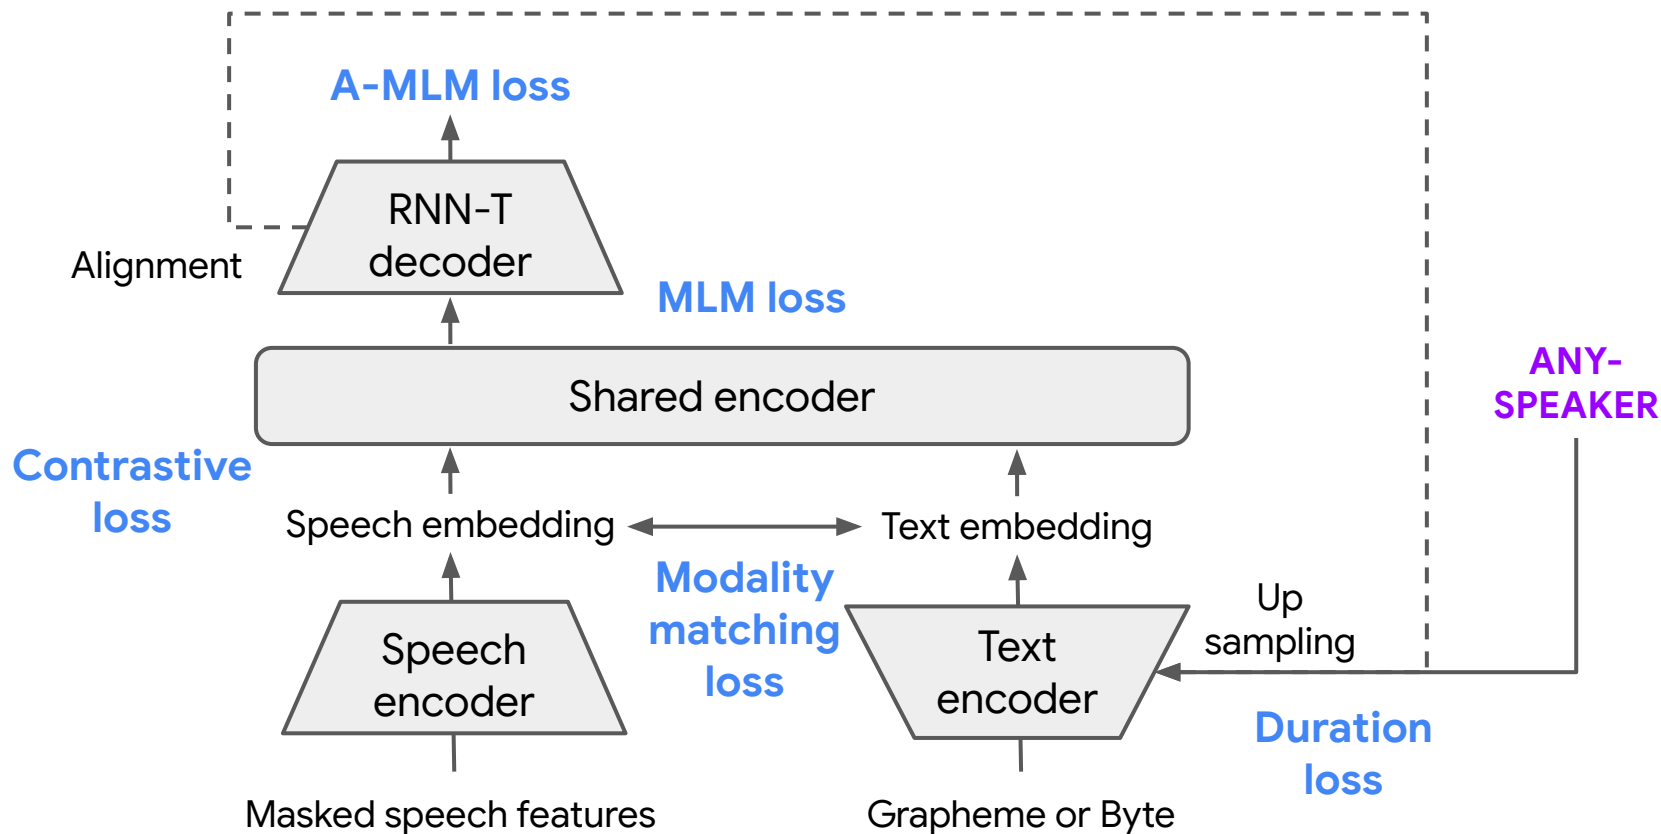 A-MLM loss
RNN-T
decoder
Alignment
MLM loss
Shared encoder
ANY-
SPEAKER
Contrastive
loss
Speech embedding
Text embedding
Modality
matching
loss
Speech
encoder
Text
encoder
Up
sampling
Duration
loss
Masked speech features
Grapheme or Byte